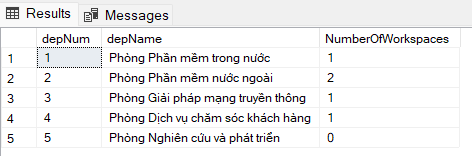 Results Messages
depNum depName NumberOfWorkspaces
1 1 Phòng Phần mềm trong nước 1
2 2 Phòng Phần mềm nước ngoài 2
3 3 Phòng Giải pháp mạng truyền thông 1
4 4 Phòng Dịch vụ chăm sóc khách hàng 1
5 5 Phòng Nghiên cứu và phát triển 0